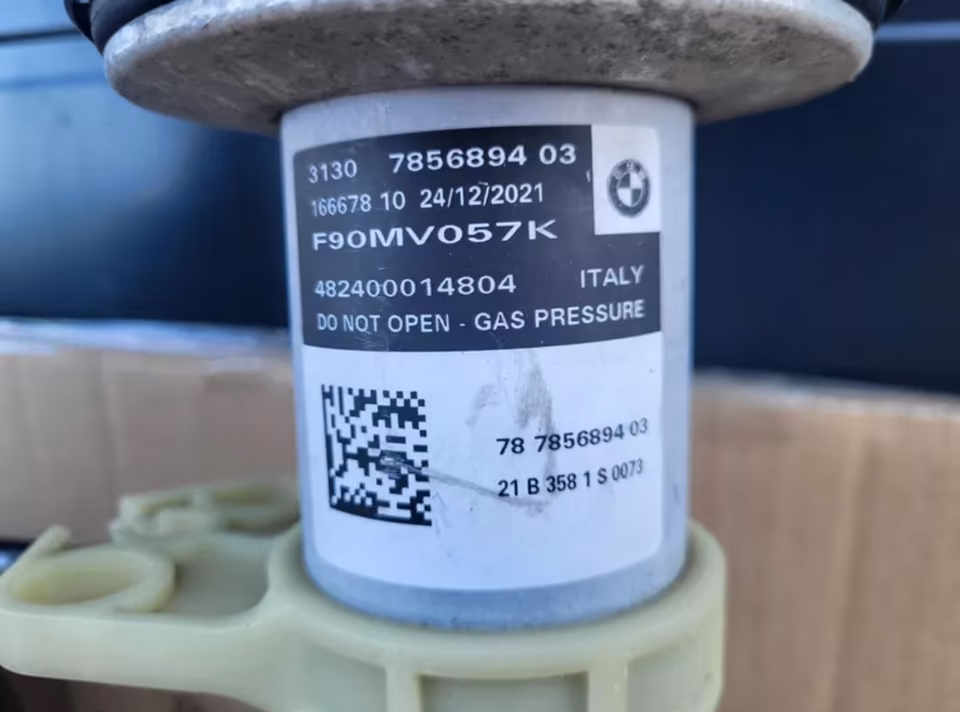 3130 7856894 03
166678 10 24/12/2021
F90MV057K
482400014804 ITALY
DO NOT OPEN - GAS PRESSURE
78 7856894 03
21 B 358 1 S 0073